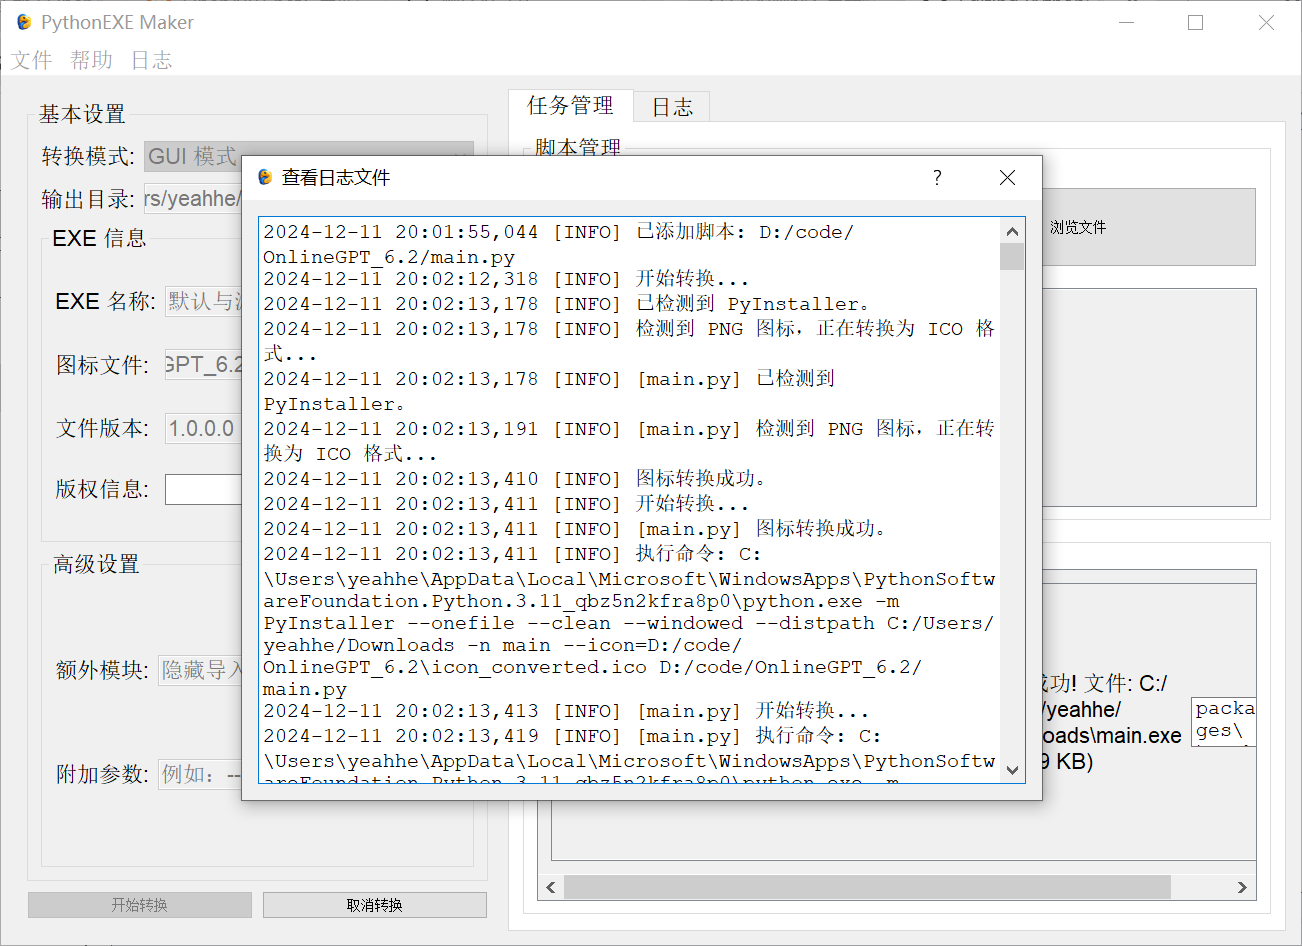 PythonEXE Maker
文件 帮助 日志
基本设置
转换模式: GUI 模式
输出目录: rs/yeahhe/
EXE 信息
EXE 名称: 默认与
图标文件: GPT_6.2
文件版本: 1.0.0.0
版权信息:
高级设置
额外模块: 隐藏导入
附加参数: 例如: --
开始转换 取消转换
任务管理 日志
脚本管理
浏览文件
查看日志文件
2024-12-11 20:01:55,044 [INFO] 已添加脚本: D:/code/
OnlineGPT_6.2/main.py
2024-12-11 20:02:12,318 [INFO] 开始转换...
2024-12-11 20:02:13,178 [INFO] 已检测到 PyInstaller。
2024-12-11 20:02:13,178 [INFO] 检测到 PNG 图标，正在转换为 ICO 格
式...
2024-12-11 20:02:13,178 [INFO] [main.py] 已检测到
PyInstaller。
2024-12-11 20:02:13,191 [INFO] [main.py] 检测到 PNG 图标，正在转
换为 ICO 格式...
2024-12-11 20:02:13,410 [INFO] 图标转换成功。
2024-12-11 20:02:13,411 [INFO] 开始转换...
2024-12-11 20:02:13,411 [INFO] [main.py] 图标转换成功。
2024-12-11 20:02:13,411 [INFO] 执行命令: C:
\Users\yeahhe\AppData\Local\Microsoft\WindowsApps\PythonSoftw
areFoundation.Python.3.11_qbz5n2kfra8p0\python.exe -m
PyInstaller --onefile --clean --windowed --distpath C:/Users/
yeahhe/Downloads -n main --icon=D:/code/
OnlineGPT_6.2\icon_converted.ico D:/code/OnlineGPT_6.2/
main.py
2024-12-11 20:02:13,413 [INFO] [main.py] 开始转换...
2024-12-11 20:02:13,419 [INFO] [main.py] 执行命令: C:
\Users\yeahhe\AppData\Local\Microsoft\WindowsApps\PythonSoftw
areFoundation.Python.3.11_qbz5n2kfra8p0\python.exe -m
成功! 文件: C:/
/yeahhe/
oads\main.exe
9 KB)
packa
ges\